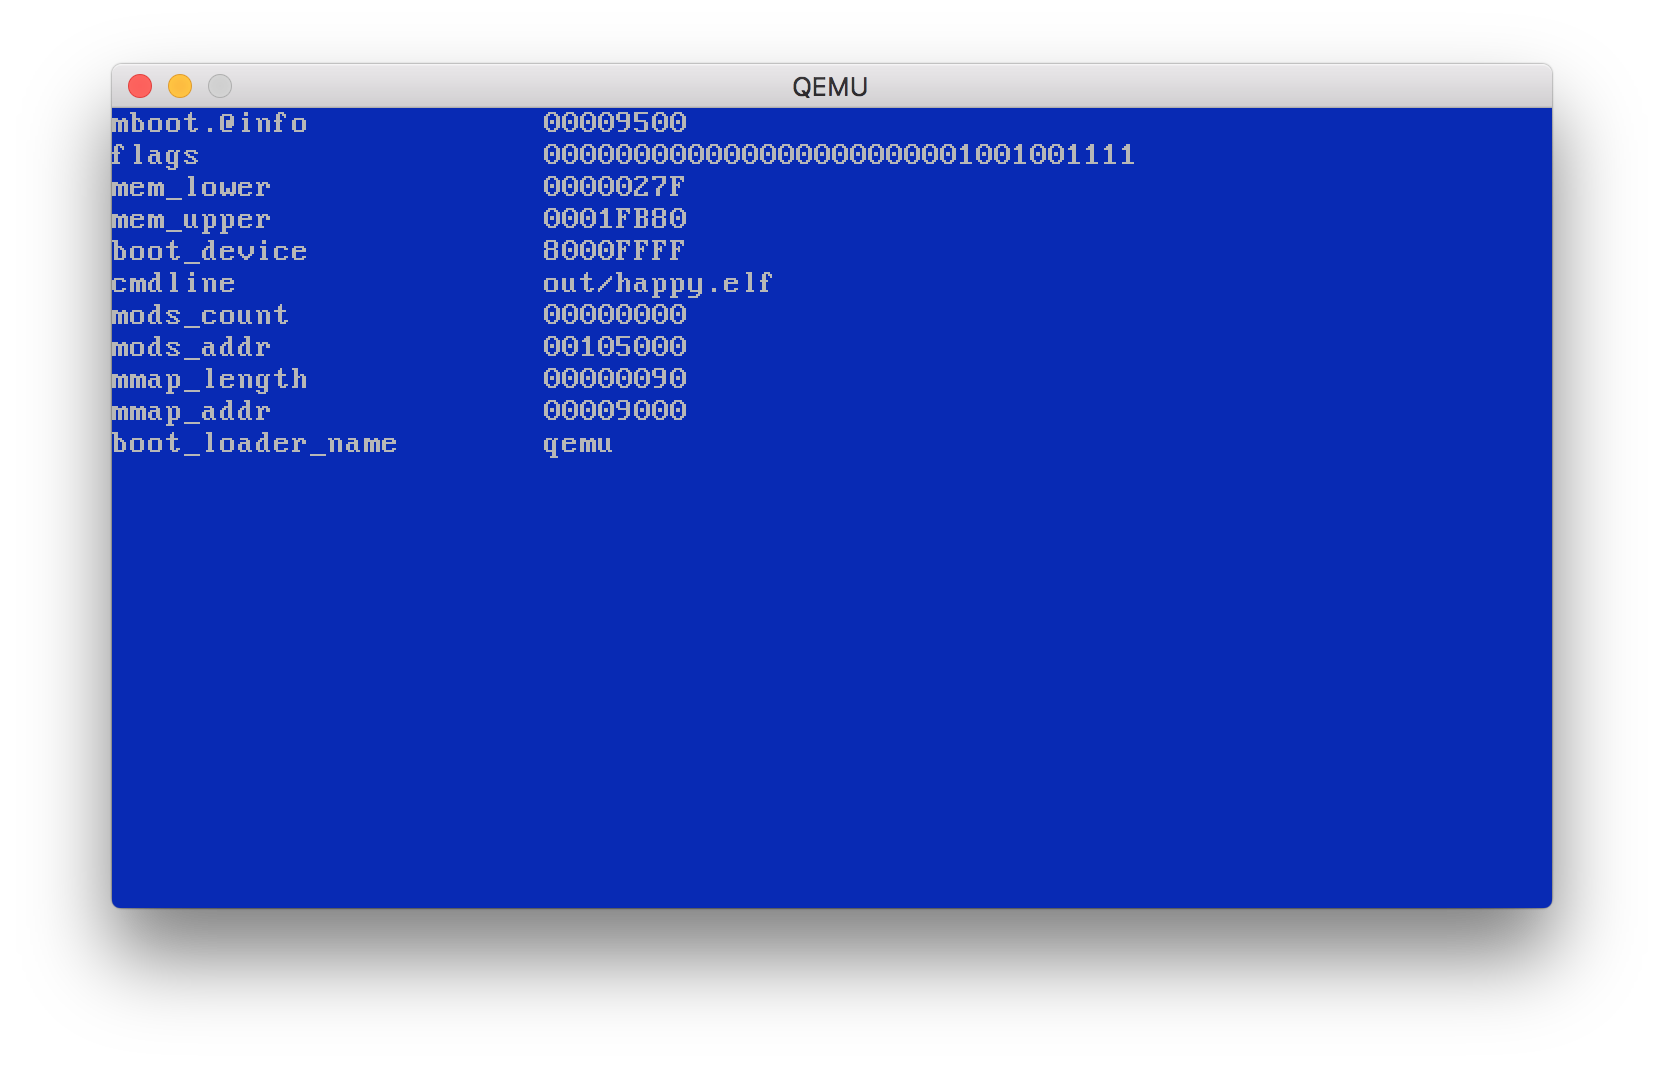 QEMU
mboot.@info 00009500
flags 000000000000000000000001001001111
mem_lower 0000027F
mem_upper 0001FB80
boot_device 8000FFFF
cmdline out/happy.elf
mods_count 00000000
mods_addr 00105000
mmap_length 00000090
mmap_addr 00009000
boot_loader_name qemu